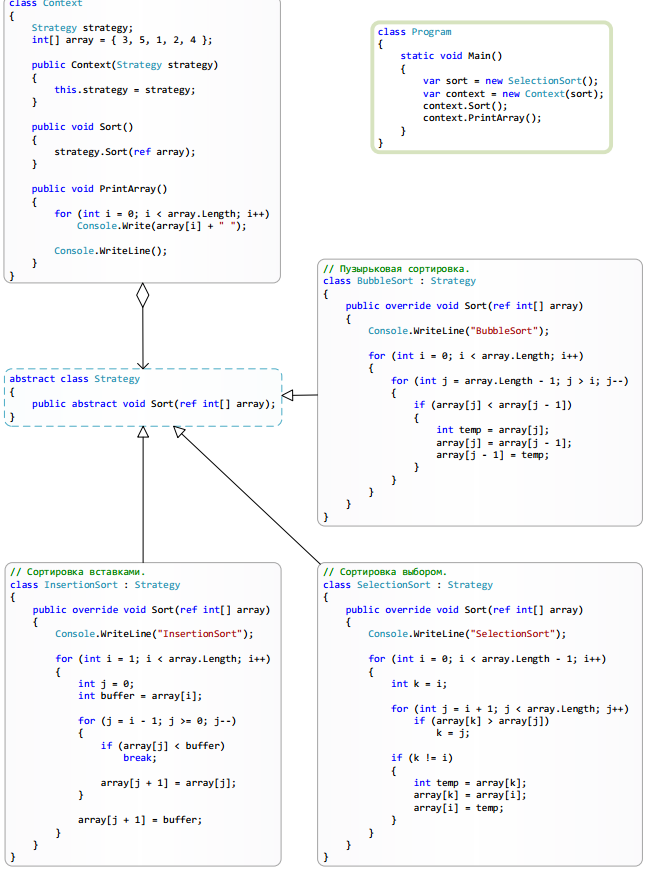 class Context
{
    Strategy strategy;
    int[] array = { 3, 5, 1, 2, 4 };

    public Context(Strategy strategy)
    {
        this.strategy = strategy;
    }

    public void Sort()
    {
        strategy.Sort(ref array);
    }

    public void PrintArray()
    {
        for (int i = 0; i < array.Length; i++)
            Console.Write(array[i] + " ");

        Console.WriteLine();
    }
}
class Program
{
    static void Main()
    {
        var sort = new SelectionSort();
        var context = new Context(sort);
        context.Sort();
        context.PrintArray();
    }
}
abstract class Strategy
{
    public abstract void Sort(ref int[] array);
}
// Пузырьковая сортировка.
class BubbleSort : Strategy
{
    public override void Sort(ref int[] array)
    {
        Console.WriteLine("BubbleSort");

        for (int i = 0; i < array.Length; i++)
        {
            for (int j = array.Length - 1; j > i; j--)
            {
                if (array[j] < array[j - 1])
                {
                    int temp = array[j];
                    array[j] = array[j - 1];
                    array[j - 1] = temp;
                }
            }
        }
    }
}
// Сортировка вставками.
class InsertionSort : Strategy
{
    public override void Sort(ref int[] array)
    {
        Console.WriteLine("InsertionSort");

        for (int i = 1; i < array.Length; i++)
        {
            int j = 0;
            int buffer = array[i];

            for (j = i - 1; j >= 0; j--)
            {
                if (array[j] < buffer)
                    break;

                array[j + 1] = array[j];
            }

            array[j + 1] = buffer;
        }
    }
}
// Сортировка выбором.
class SelectionSort : Strategy
{
    public override void Sort(ref int[] array)
    {
        Console.WriteLine("SelectionSort");

        for (int i = 0; i < array.Length - 1; i++)
        {
            int k = i;

            for (int j = i + 1; j < array.Length; j++)
                if (array[k] > array[j])
                    k = j;

            if (k != i)
            {
                int temp = array[k];
                array[k] = array[i];
                array[i] = temp;
            }
        }
    }
}